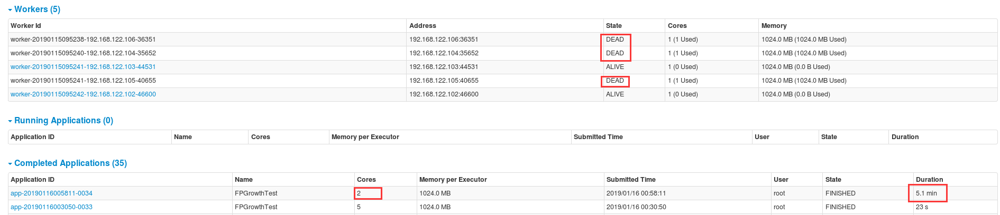 Workers (5)
Worker Id Address State Cores Memory
worker-20190115095238-192.168.122.106-36351 192.168.122.106:36351 DEAD 1 (1 Used) 1024.0 MB (1024.0 MB Used)
worker-20190115095240-192.168.122.104-35652 192.168.122.104:35652 DEAD 1 (1 Used) 1024.0 MB (1024.0 MB Used)
worker-20190115095241-192.168.122.103-44531 192.168.122.103:44531 ALIVE 1 (0 Used) 1024.0 MB (0.0 B Used)
worker-20190115095241-192.168.122.105-40655 192.168.122.105:40655 DEAD 1 (1 Used) 1024.0 MB (1024.0 MB Used)
worker-20190115095242-192.168.122.102-46600 192.168.122.102:46600 ALIVE 1 (0 Used) 1024.0 MB (0.0 B Used)
Running Applications (0)
Application ID Name Cores Memory per Executor Submitted Time User State Duration
Completed Applications (35)
Application ID Name Cores Memory per Executor Submitted Time User State Duration
app-20190116005811-0034 FPGrowthTest 2 1024.0 MB 2019/01/16 00:58:11 root FINISHED 5.1 min
app-20190116003050-0033 FPGrowthTest 5 1024.0 MB 2019/01/16 00:30:50 root FINISHED 23 s